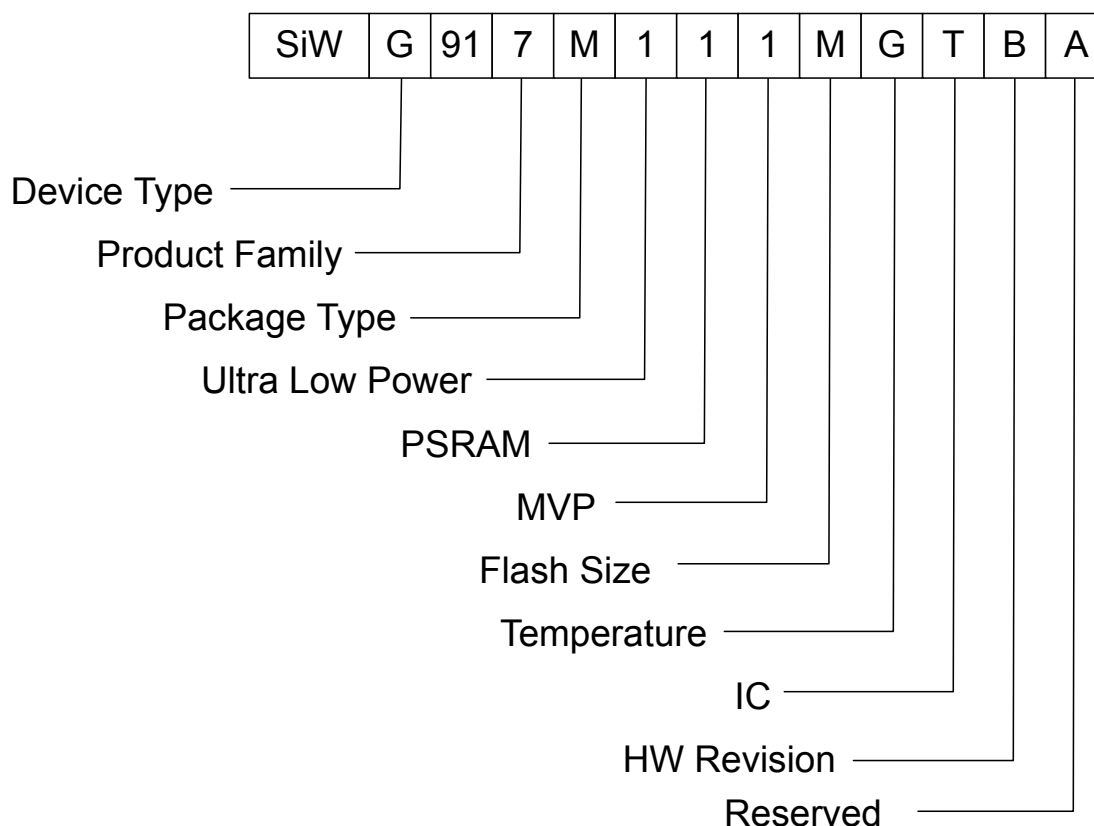 SiW G 91 7 M 1 1 1 M G T B A
Device Type
Product Family
Package Type
Ultra Low Power
PSRAM
MVP
Flash Size
Temperature
IC
HW Revision
Reserved